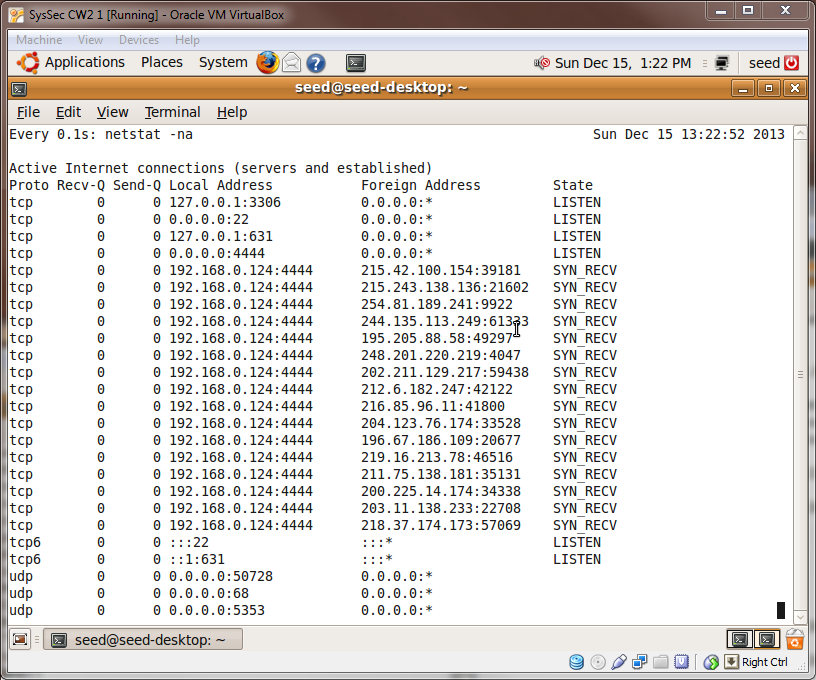 SysSec CW2 1 [Running] - Oracle VM VirtualBox
Machine View Devices Help
Applications Places System Sun Dec 15, 1:22 PM seed
seed@seed-desktop: ~
File Edit View Terminal Help
Every 0.1s: netstat -na Sun Dec 15 13:22:52 2013
Active Internet connections (servers and established)
Proto Recv-Q Send-Q Local Address Foreign Address State
tcp 0 0 127.0.0.1:3306 0.0.0.0:* LISTEN
tcp 0 0 0.0.0.0:22 0.0.0.0:* LISTEN
tcp 0 0 127.0.0.1:631 0.0.0.0:* LISTEN
tcp 0 0 0.0.0.0:4444 0.0.0.0:* LISTEN
tcp 0 0 192.168.0.124:4444 215.42.100.154:39181 SYN_RECV
tcp 0 0 192.168.0.124:4444 215.243.138.136:21602 SYN_RECV
tcp 0 0 192.168.0.124:4444 254.81.189.241:9922 SYN_RECV
tcp 0 0 192.168.0.124:4444 244.135.113.249:61333 SYN_RECV
tcp 0 0 192.168.0.124:4444 195.205.88.58:49297 SYN_RECV
tcp 0 0 192.168.0.124:4444 248.201.220.219:4047 SYN_RECV
tcp 0 0 192.168.0.124:4444 202.211.129.217:59438 SYN_RECV
tcp 0 0 192.168.0.124:4444 212.6.182.247:42122 SYN_RECV
tcp 0 0 192.168.0.124:4444 216.85.96.11:41800 SYN_RECV
tcp 0 0 192.168.0.124:4444 204.123.76.174:33528 SYN_RECV
tcp 0 0 192.168.0.124:4444 196.67.186.109:20677 SYN_RECV
tcp 0 0 192.168.0.124:4444 219.16.213.78:46516 SYN_RECV
tcp 0 0 192.168.0.124:4444 211.75.138.181:35131 SYN_RECV
tcp 0 0 192.168.0.124:4444 200.225.14.174:34338 SYN_RECV
tcp 0 0 192.168.0.124:4444 203.11.138.233:22708 SYN_RECV
tcp 0 0 192.168.0.124:4444 218.37.174.173:57069 SYN_RECV
tcp6 0 0 :::22 :::* LISTEN
tcp6 0 0 ::1:631 :::* LISTEN
udp 0 0 0.0.0.0:50728 0.0.0.0:*
udp 0 0 0.0.0.0:68 0.0.0.0:*
udp 0 0 0.0.0.0:5353 0.0.0.0:*
seed@seed-desktop: ~
Right Ctrl